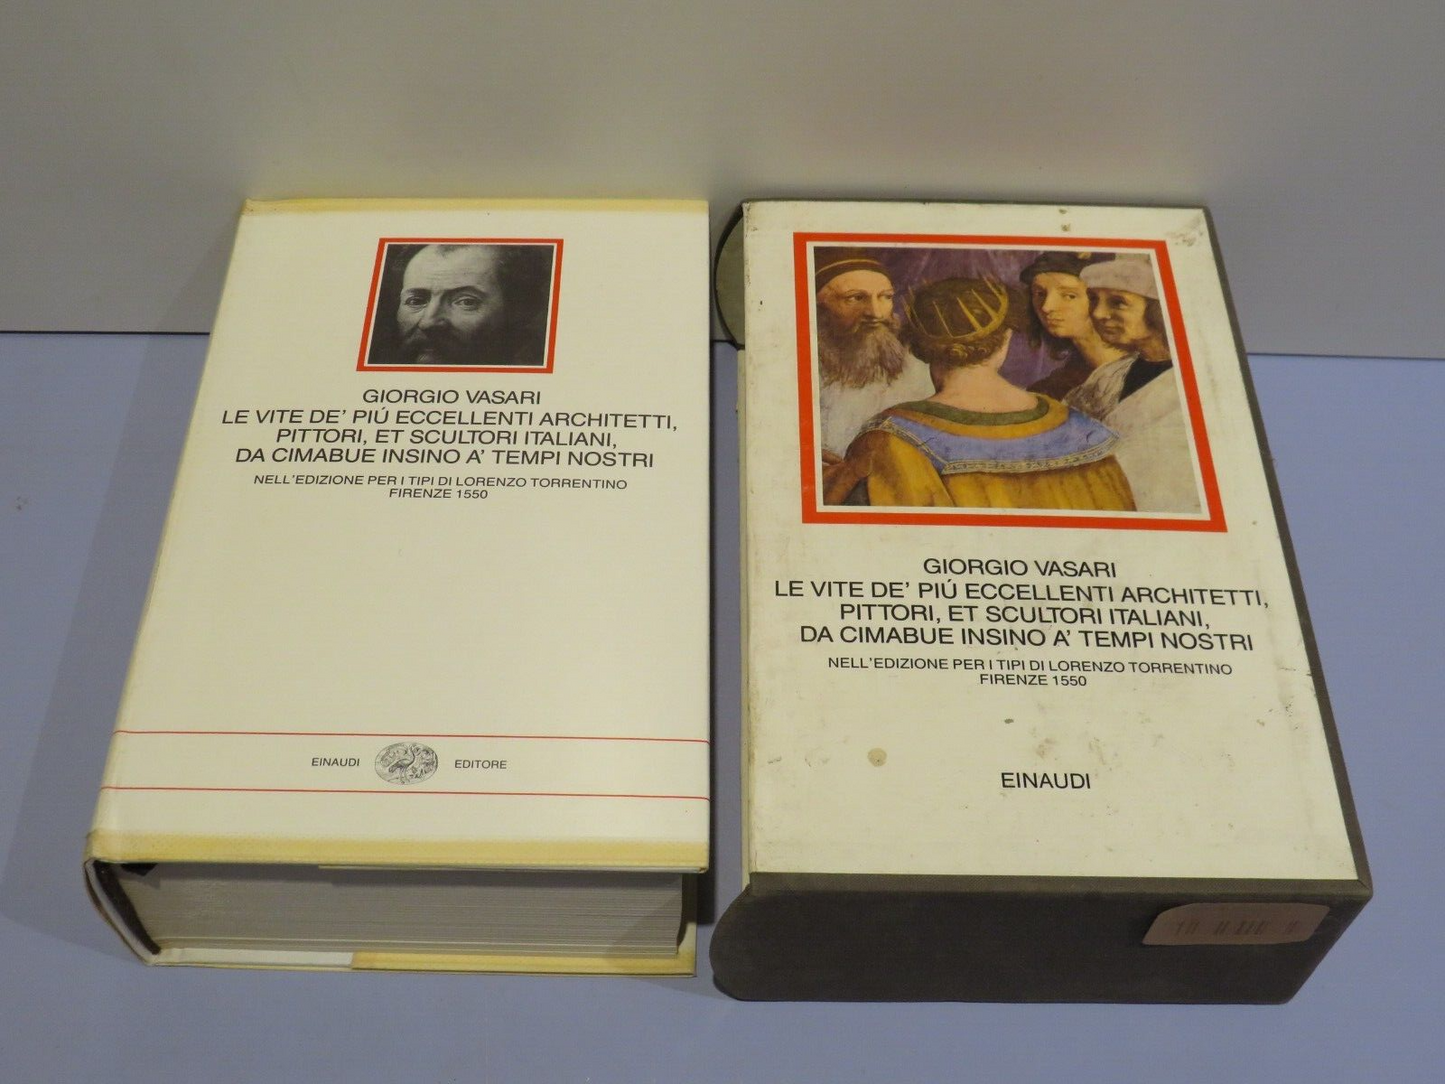 GIORGIO VASARI
LE VITE DE' PIÚ ECCELLENTI ARCHITETTI,
PITTORI, ET SCULTORI ITALIANI,
DA CIMABUE INSINO A' TEMPI NOSTRI
NELL'EDIZIONE PER I TIPI DI LORENZO TORRENTINO
FIRENZE 1550
EINAUDI EDITORE
GIORGIO VASARI
LE VITE DE' PIÚ ECCELLENTI ARCHITETTI,
PITTORI, ET SCULTORI ITALIANI,
DA CIMABUE INSINO A' TEMPI NOSTRI
NELL'EDIZIONE PER I TIPI DI LORENZO TORRENTINO
FIRENZE 1550
EINAUDI